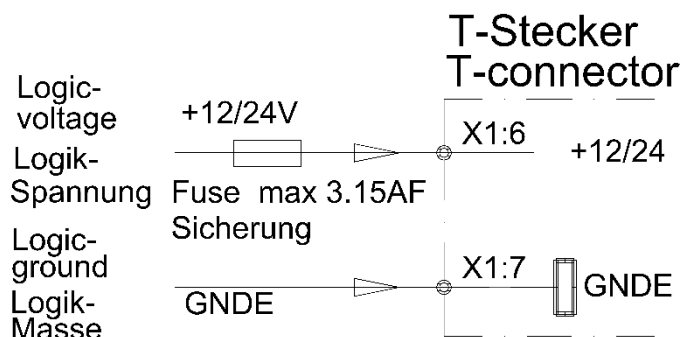 T-Stecker
T-connector
Logic-
voltage
+12/24V
X1:6
+12/24
Logik-
Spannung
Fuse max 3.15AF
Sicherung
Logic-
ground
X1:7
GNDE
GNDE
Logik-
Masse